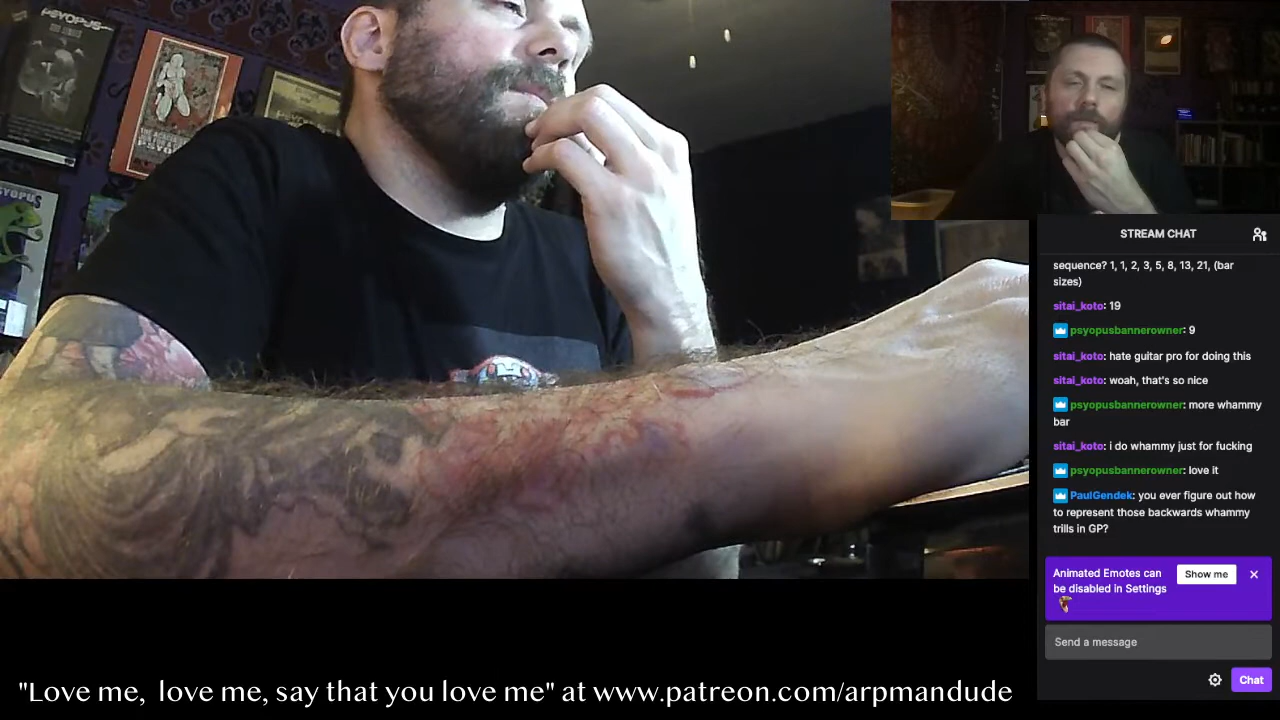 PSYOPUS
PSYOPUS
STREAM CHAT
sequence? 1, 1, 2, 3, 5, 8, 13, 21, (bar
sizes)
sitai_koto: 19
psyopusbannerowner: 9
sitai_koto: hate guitar pro for doing this
sitai_koto: woah, that's so nice
psyopusbannerowner: more whammy
bar
sitai_koto: i do whammy just for fucking
psyopusbannerowner: love it
PaulGendek: you ever figure out how
to represent those backwards whammy
trills in GP?
Animated Emotes can
be disabled in Settings
Show me
Send a message
Chat
"Love me, love me, say that you love me" at www.patreon.com/arpmandude